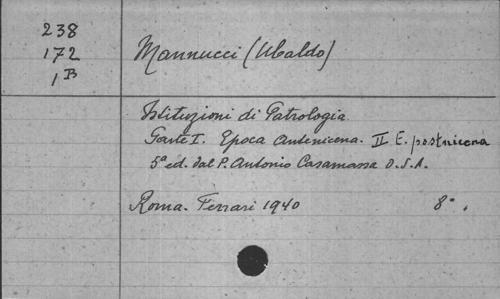 238
172
1B
Mannucci (Ubaldo)
Istituzioni di Patrologia
Parte I. Epoca Antenicena. II E. postnicena
5ª ed. dal P. Antonio Casamassa O.S.A.
Roma. Ferrari 1940 8º.